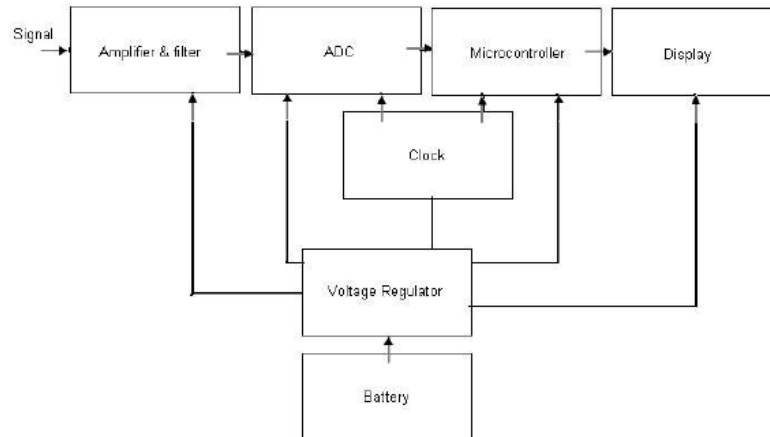 Signal
Amplifier & filter
ADC
Microcontroller
Display
Clock
Voltage Regulator
Battery